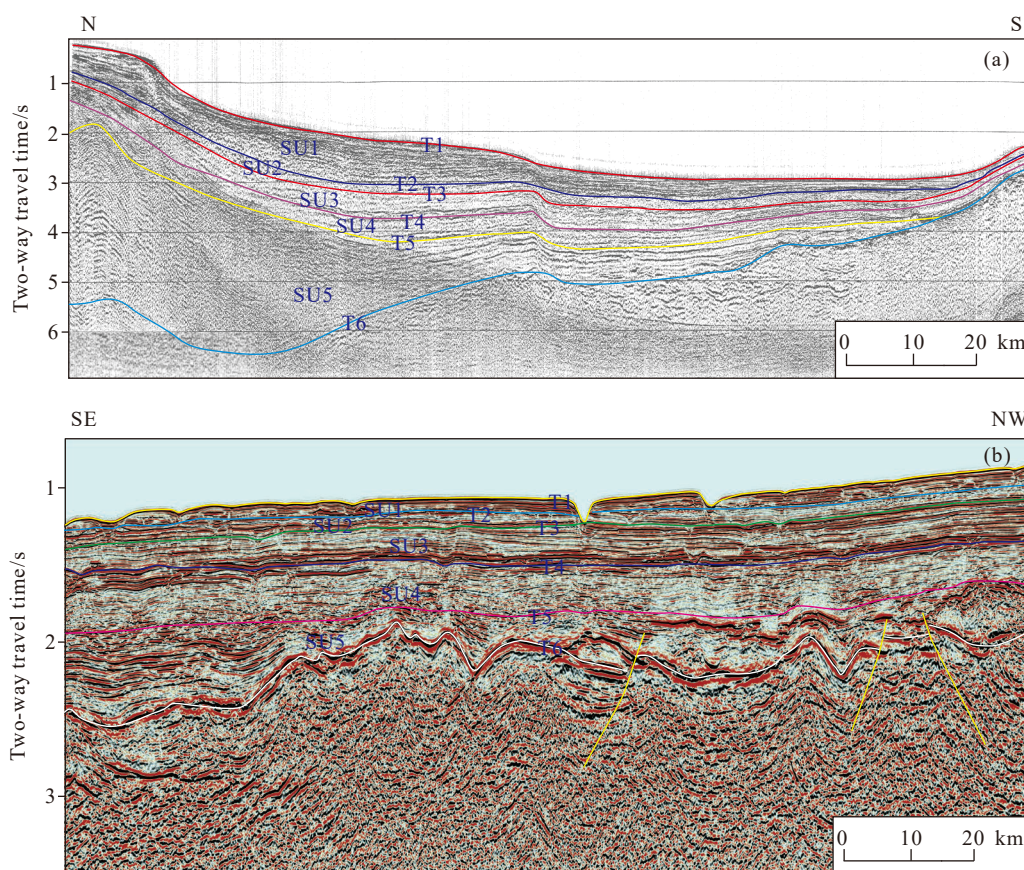 N S
(a)
Two-way travel time/s
1
2
3
4
5
6
SU1
T1
SU2
T2
T3
SU3
T4
SU4
T5
SU5
T6
0 10 20 km
SE NW
(b)
Two-way travel time/s
1
2
3
T1
SU1
T2
SU2
T3
SU3
T4
SU4
T5
SU5
T6
0 10 20 km